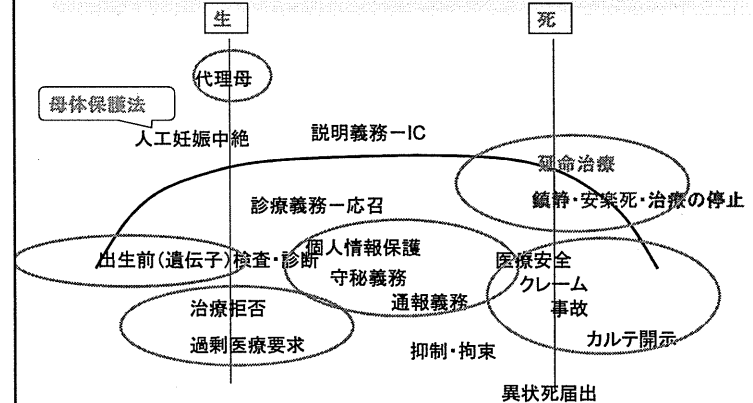 生
死
代理母
母体保護法
人工妊娠中絶
説明義務－IC
延命治療
鎮静・安楽死・治療の停止
診療義務－応召
出生前(遺伝子)検査・診断
個人情報保護
守秘義務
通報義務
医療安全
クレーム
事故
カルテ開示
治療拒否
過剰医療要求
抑制・拘束
異状死届出